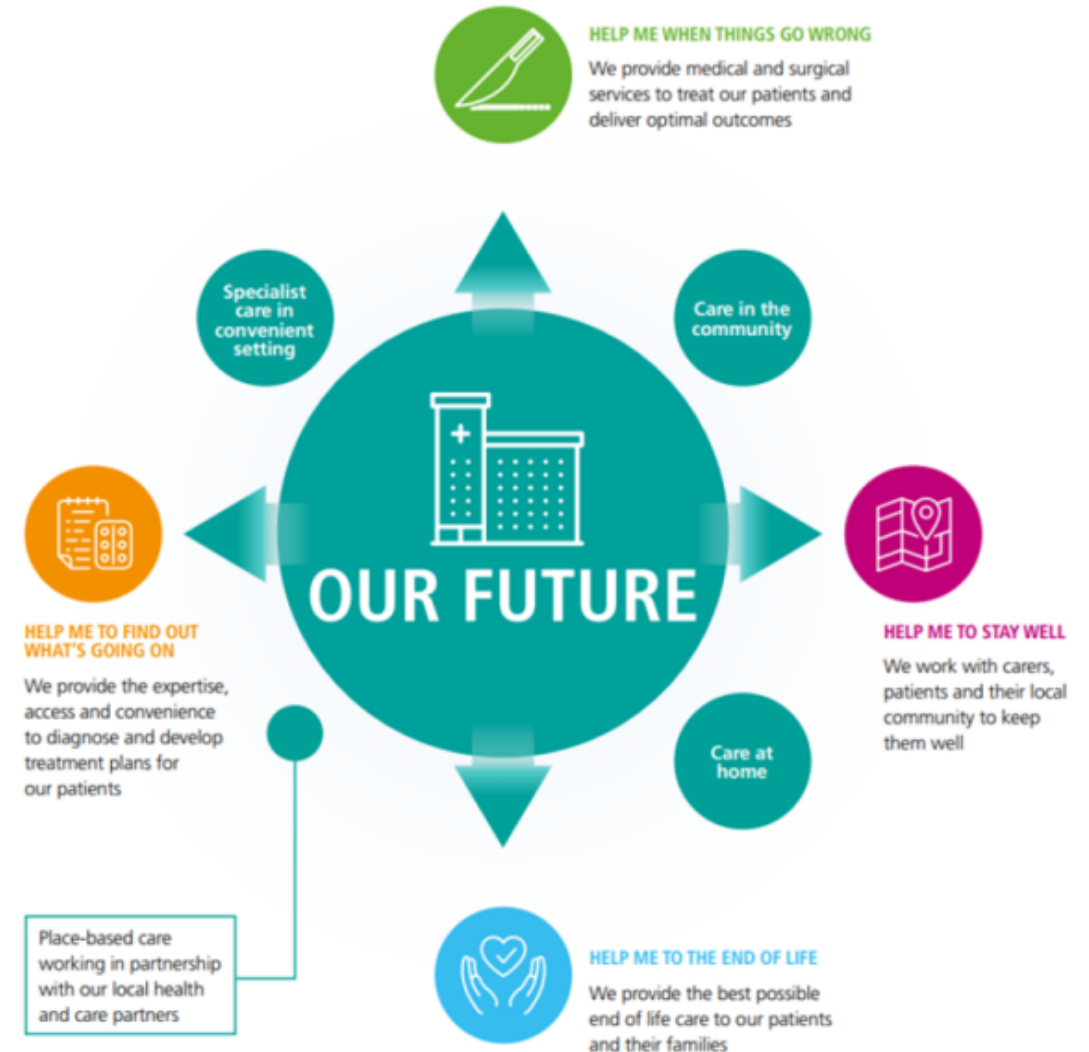 HELP ME WHEN THINGS GO WRONG
We provide medical and surgical
services to treat our patients and
deliver optimal outcomes
Specialist
care in
convenient
setting
Care in the
community
OUR FUTURE
HELP ME TO FIND OUT
WHAT'S GOING ON
We provide the expertise,
access and convenience
to diagnose and develop
treatment plans for
our patients
HELP ME TO STAY WELL
We work with carers,
patients and their local
community to keep
them well
Care at
home
Place-based care
working in partnership
with our local health
and care partners
HELP ME TO THE END OF LIFE
We provide the best possible
end of life care to our patients
and their families